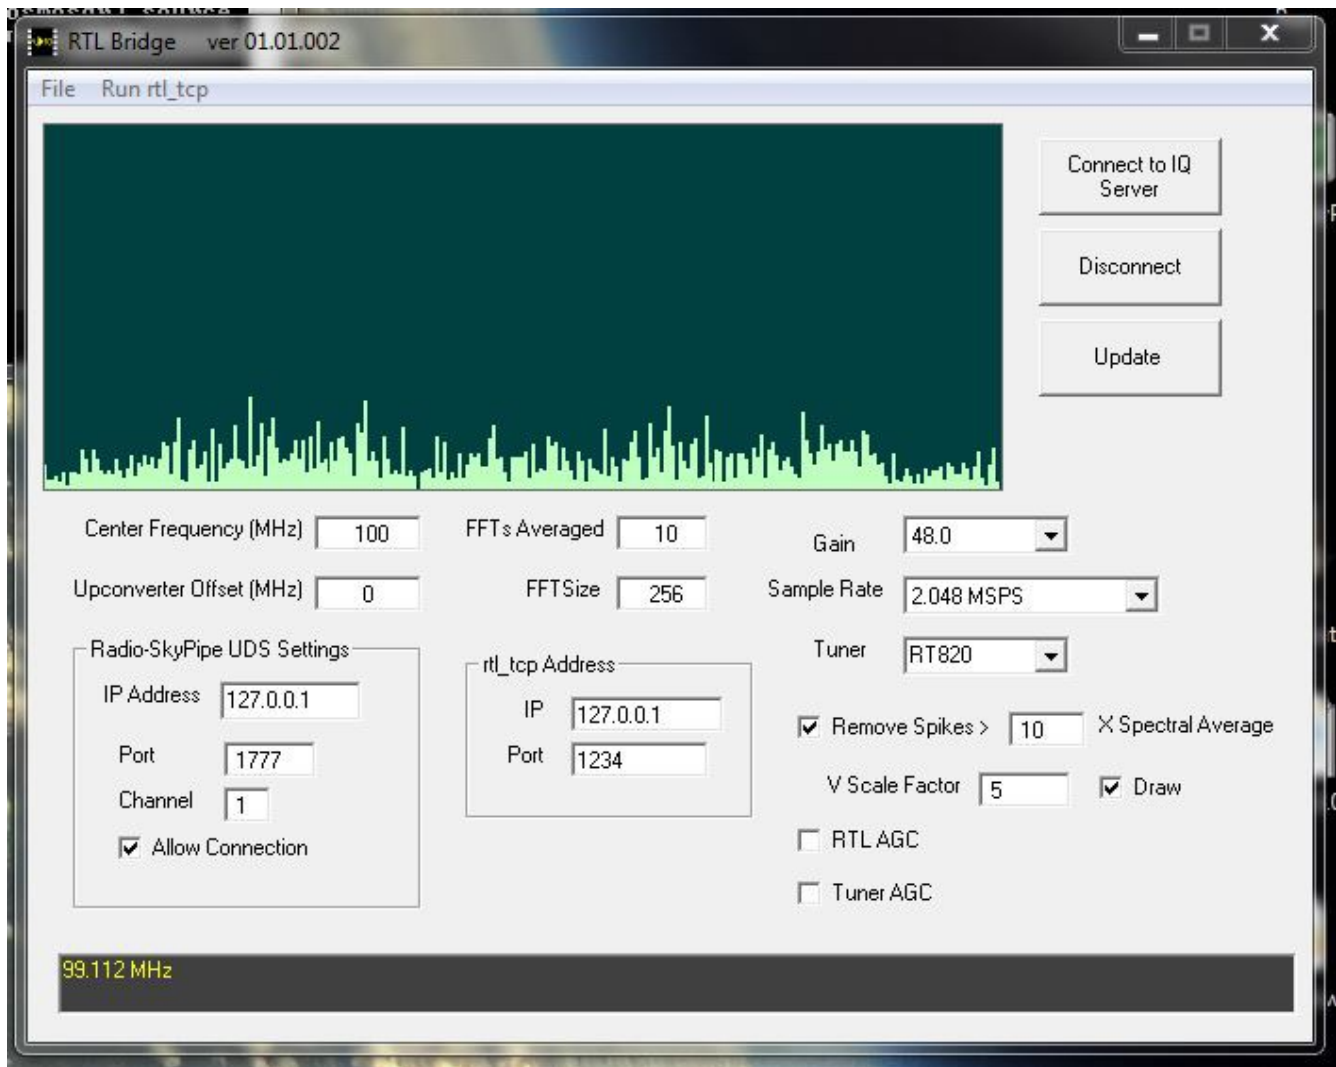 RTL Bridge ver 01.01.002
File Run rtl_tcp
Connect to IQ
Server
Disconnect
Update
Center Frequency (MHz) 100 FFTs Averaged 10 Gain 48.0
Upconverter Offset (MHz) 0 FFTSize 256 Sample Rate 2.048 MSPS
Tuner RT820
Radio-SkyPipe UDS Settings
IP Address 127.0.0.1
Port 1777
Channel 1
Allow Connection
rtl_tcp Address
IP 127.0.0.1
Port 1234
Remove Spikes > 10 X Spectral Average
V Scale Factor 5 Draw
RTL AGC
Tuner AGC
99.112 MHz